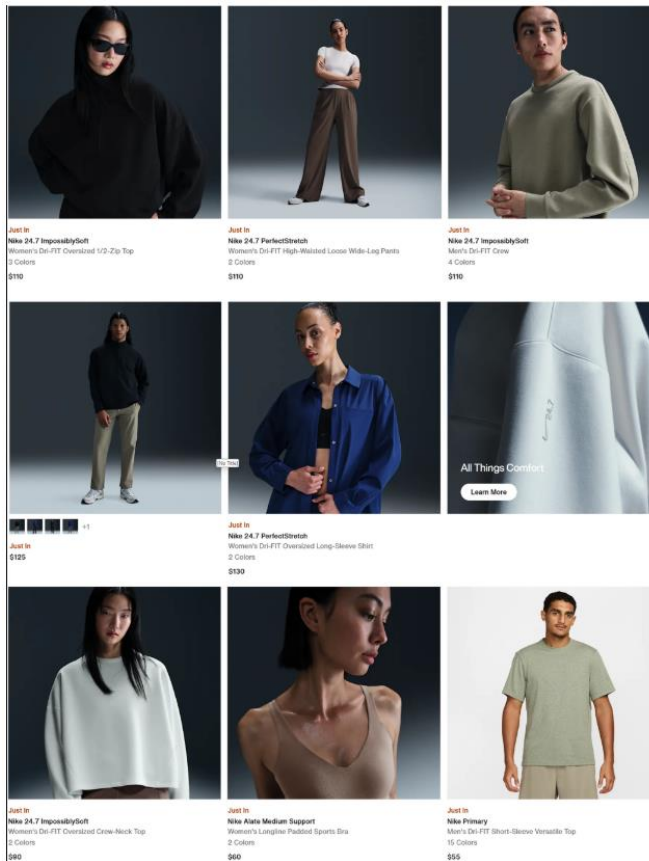 Just In
Nike 24.7 ImpossiblySoft
Women's Dri-FIT Oversized 1/2-Zip Top
3 Colors
$110
Just In
Nike 24.7 PerfectStretch
Women's Dri-FIT High-Waisted Loose Wide-Leg Pants
2 Colors
$110
Just In
Nike 24.7 ImpossiblySoft
Men's Dri-FIT Crew
4 Colors
$110
+1
Just In
$125
Just In
Nike 24.7 PerfectStretch
Women's Dri-FIT Oversized Long-Sleeve Shirt
2 Colors
$130
24.7
All Things Comfort
Learn More
Just In
Nike 24.7 ImpossiblySoft
Women's Dri-FIT Oversized Crew-Neck Top
2 Colors
$90
Just In
Nike Alate Medium Support
Women's Longline Padded Sports Bra
2 Colors
$60
Just In
Nike Primary
Men's Dri-FIT Short-Sleeve Versatile Top
15 Colors
$55